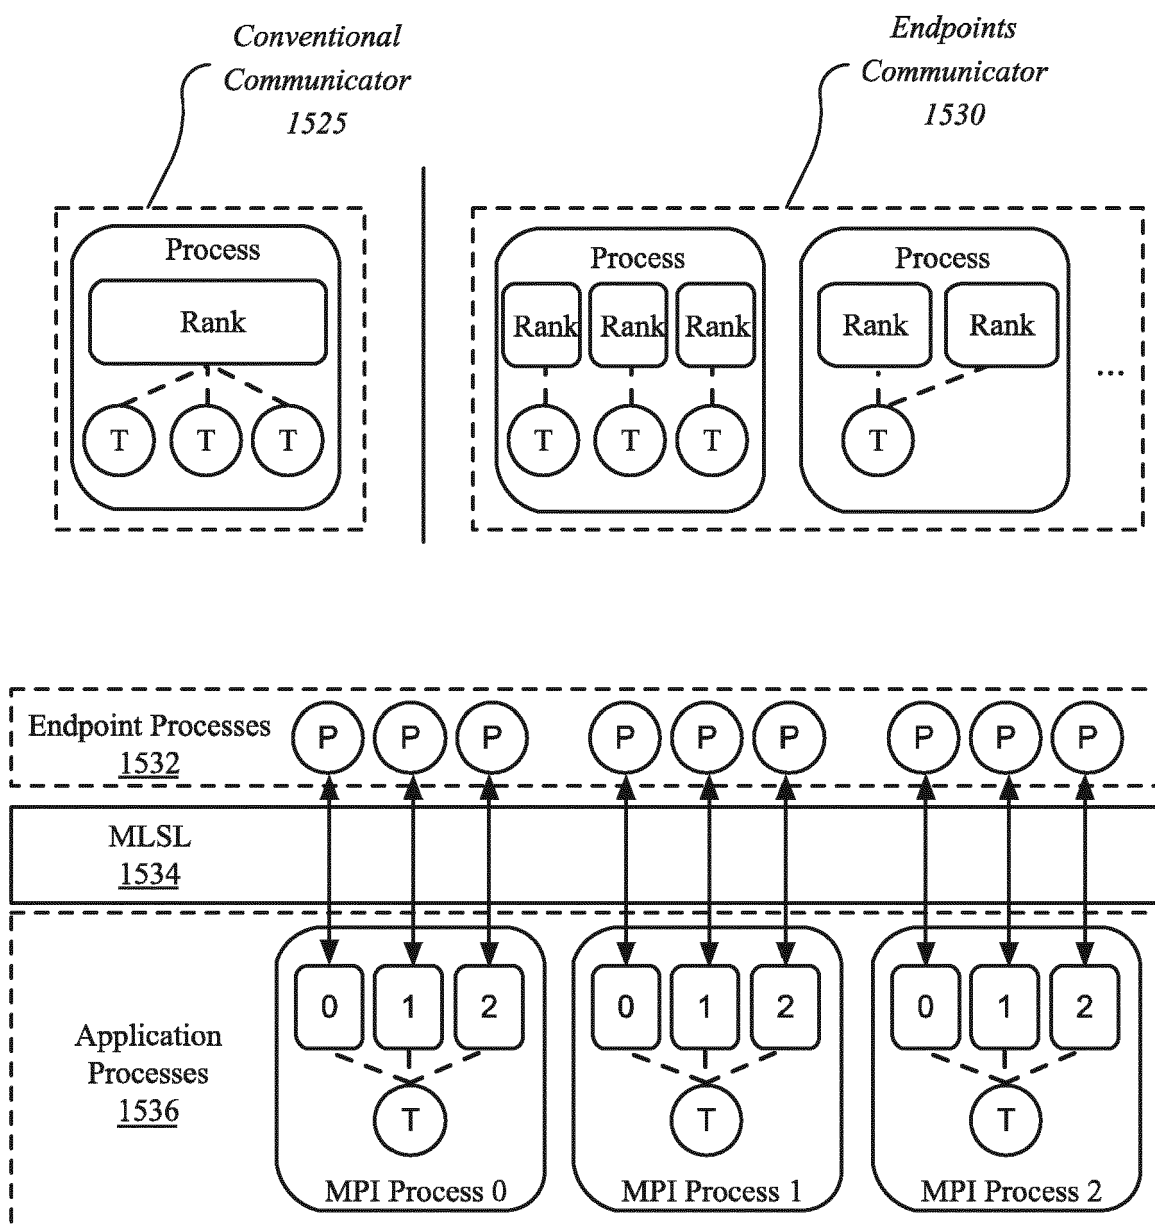 Conventional
Communicator
1525
Endpoints
Communicator
1530
Process
Rank
T T T
Process
Rank Rank Rank
T T T
Process
Rank Rank
T
...
Endpoint Processes
1532
P P P P P P P P P
MLSL
1534
Application
Processes
1536
0 1 2
T
MPI Process 0
0 1 2
T
MPI Process 1
0 1 2
T
MPI Process 2